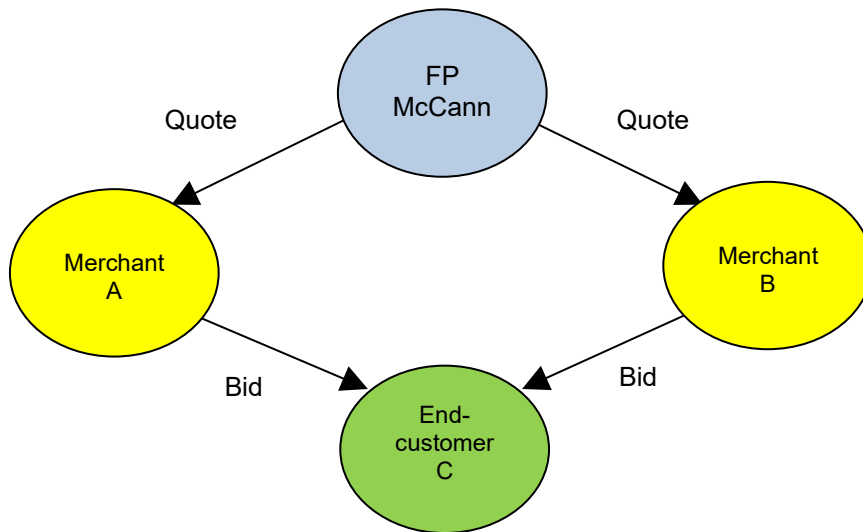 FP
McCann
Quote
Quote
Merchant
A
Merchant
B
Bid
Bid
End-
customer
C